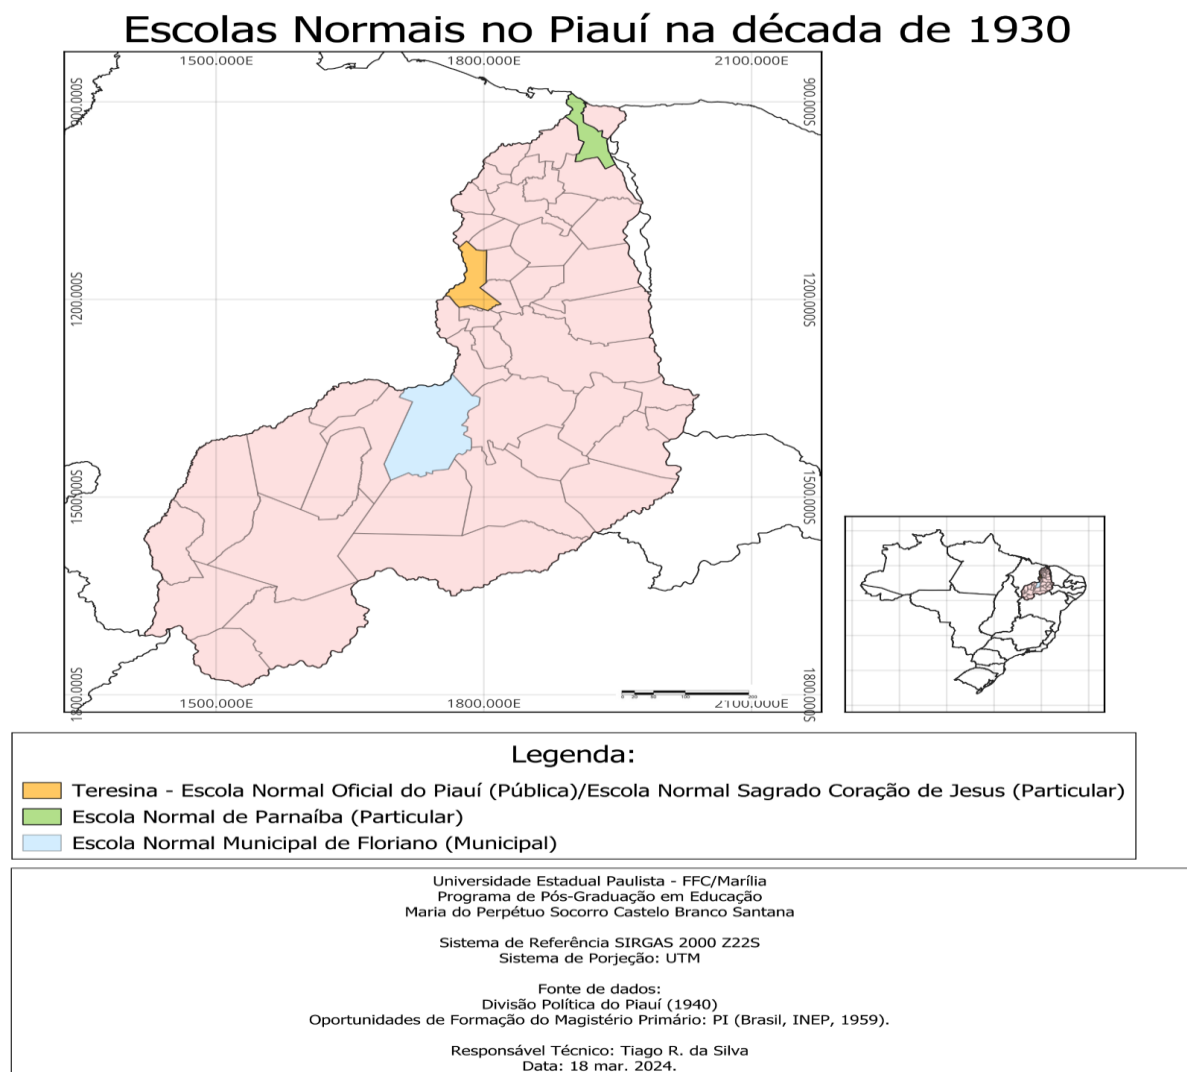 Escolas Normais no Piauí na década de 1930
1500.000E 1800.000E 2100.000E
900.000S 900.000S
1200.000S 1200.000S
1500.000S 1500.000S
1800.000S 1800.000S
1500.000E 1800.000E 2100.000E
Legenda:
Teresina - Escola Normal Oficial do Piauí (Pública)/Escola Normal Sagrado Coração de Jesus (Particular)
Escola Normal de Parnaíba (Particular)
Escola Normal Municipal de Floriano (Municipal)
Universidade Estadual Paulista - FFC/Marília
Programa de Pós-Graduação em Educação
Maria do Perpétuo Socorro Castelo Branco Santana
Sistema de Referência SIRGAS 2000 Z22S
Sistema de Porjeção: UTM
Fonte de dados:
Divisão Política do Piauí (1940)
Oportunidades de Formação do Magistério Primário: PI (Brasil, INEP, 1959).
Responsável Técnico: Tiago R. da Silva
Data: 18 mar. 2024.